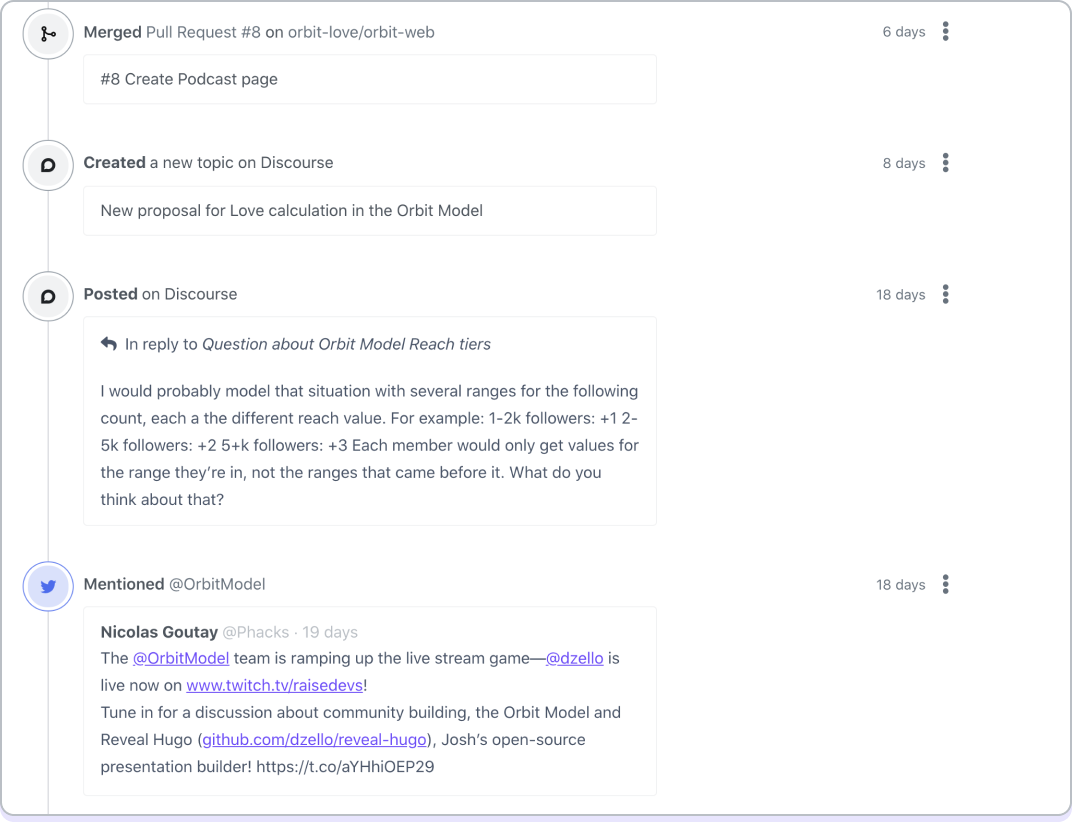 Merged Pull Request #8 on orbit-love/orbit-web 6 days
#8 Create Podcast page
Created a new topic on Discourse 8 days
New proposal for Love calculation in the Orbit Model
Posted on Discourse 18 days
In reply to Question about Orbit Model Reach tiers
I would probably model that situation with several ranges for the following
count, each a the different reach value. For example: 1-2k followers: +1 2-
5k followers: +2 5+k followers: +3 Each member would only get values for
the range they’re in, not the ranges that came before it. What do you
think about that?
Mentioned @OrbitModel 18 days
Nicolas Goutay @Phacks · 19 days
The @OrbitModel team is ramping up the live stream game—@dzello is
live now on www.twitch.tv/raisedevs!
Tune in for a discussion about community building, the Orbit Model and
Reveal Hugo (github.com/dzello/reveal-hugo), Josh’s open-source
presentation builder! https://t.co/aYHhiOEP29